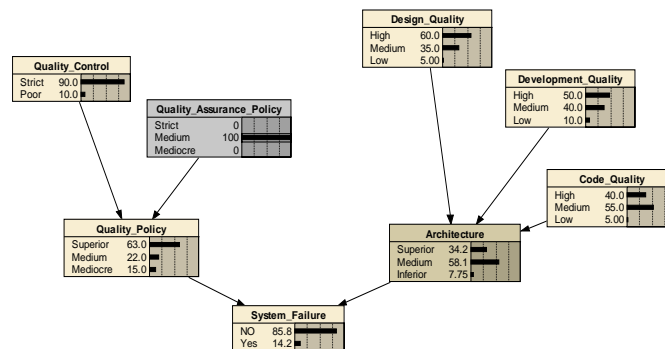 Design_Quality
High 60.0
Medium 35.0
Low 5.00
Quality_Control
Strict 90.0
Poor 10.0
Development_Quality
High 50.0
Medium 40.0
Low 10.0
Quality_Assurance_Policy
Strict 0
Medium 100
Mediocre 0
Code_Quality
High 40.0
Medium 55.0
Low 5.00
Quality_Policy
Superior 63.0
Medium 22.0
Mediocre 15.0
Architecture
Superior 34.2
Medium 58.1
Inferior 7.75
System_Failure
NO 85.8
Yes 14.2